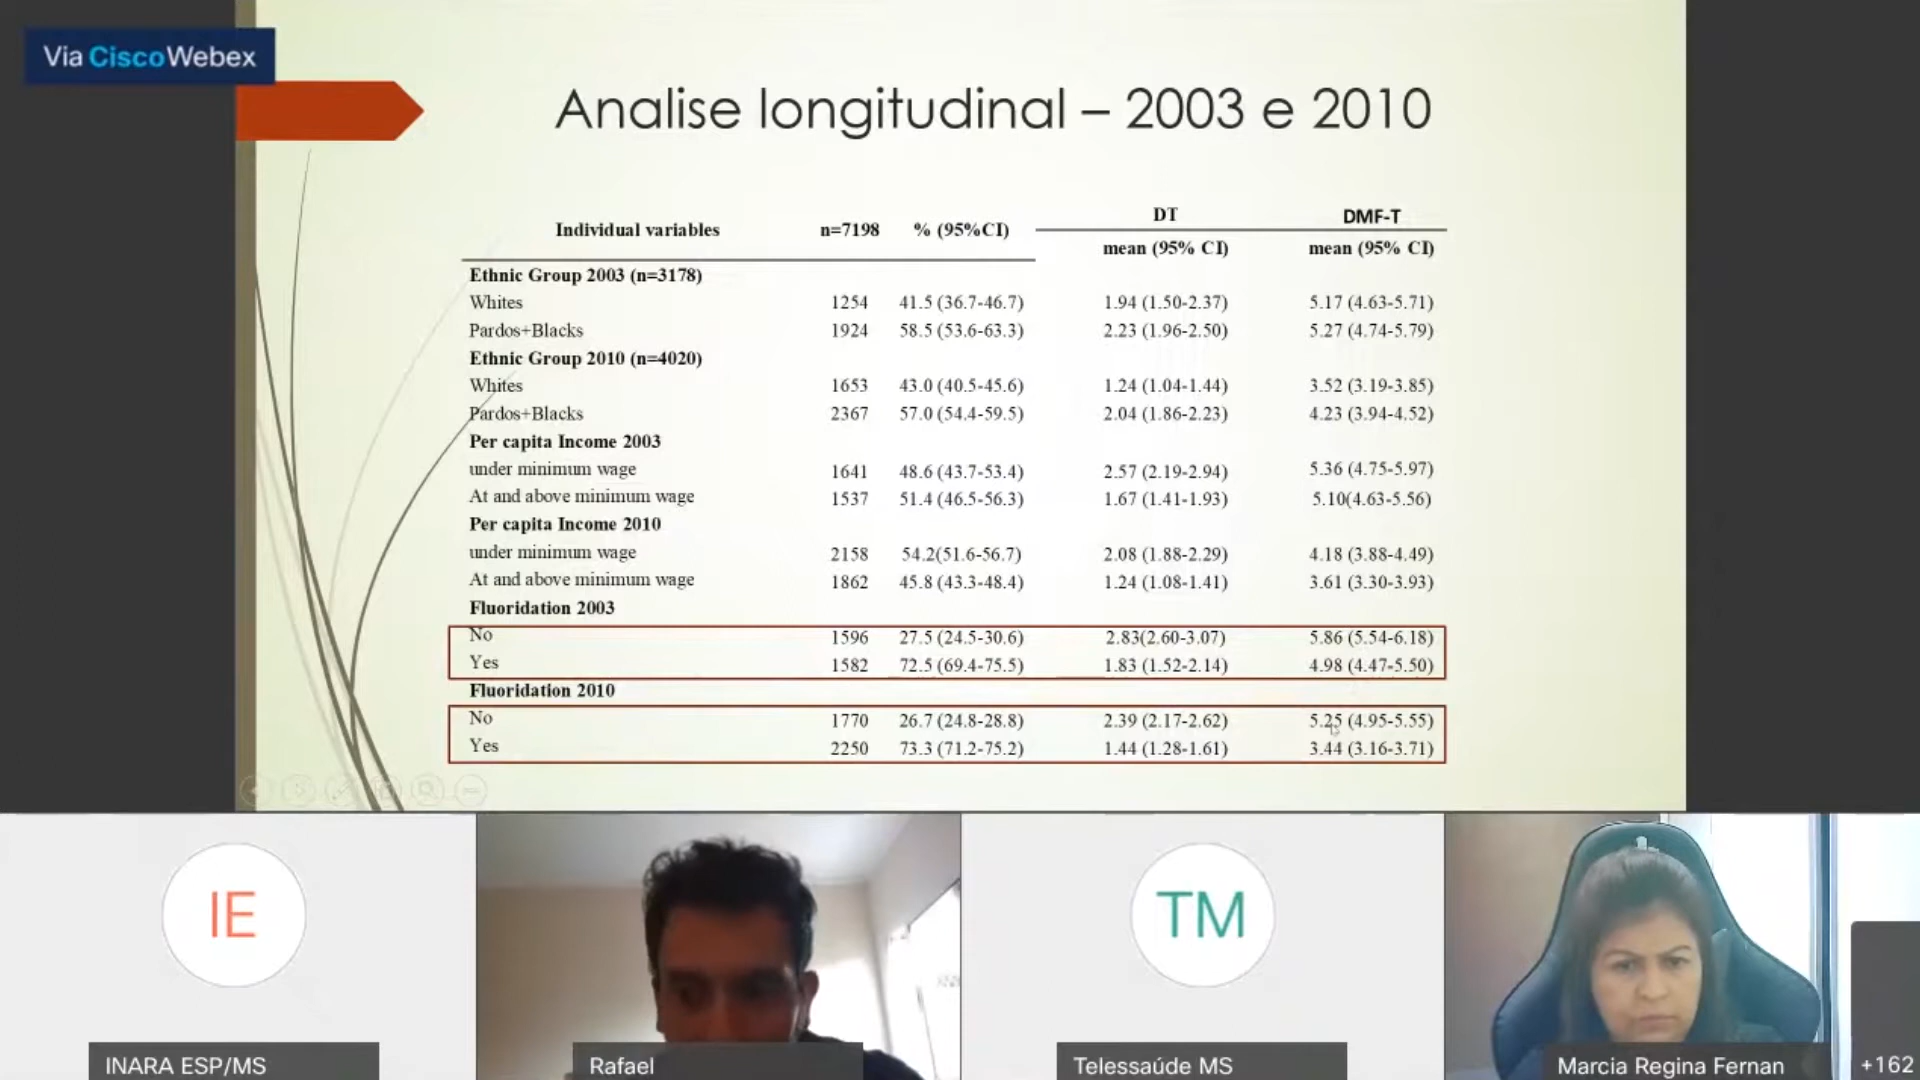 Via CiscoWebex
Analise longitudinal – 2003 e 2010
Individual variables n=7198 % (95%CI) DT DMF-T
mean (95% CI) mean (95% CI)
Ethnic Group 2003 (n=3178)
Whites 1254 41.5 (36.7-46.7) 1.94 (1.50-2.37) 5.17 (4.63-5.71)
Pardos+Blacks 1924 58.5 (53.6-63.3) 2.23 (1.96-2.50) 5.27 (4.74-5.79)
Ethnic Group 2010 (n=4020)
Whites 1653 43.0 (40.5-45.6) 1.24 (1.04-1.44) 3.52 (3.19-3.85)
Pardos+Blacks 2367 57.0 (54.4-59.5) 2.04 (1.86-2.23) 4.23 (3.94-4.52)
Per capita Income 2003
under minimum wage 1641 48.6 (43.7-53.4) 2.57 (2.19-2.94) 5.36 (4.75-5.97)
At and above minimum wage 1537 51.4 (46.5-56.3) 1.67 (1.41-1.93) 5.10(4.63-5.56)
Per capita Income 2010
under minimum wage 2158 54.2(51.6-56.7) 2.08 (1.88-2.29) 4.18 (3.88-4.49)
At and above minimum wage 1862 45.8 (43.3-48.4) 1.24 (1.08-1.41) 3.61 (3.30-3.93)
Fluoridation 2003
No 1596 27.5 (24.5-30.6) 2.83(2.60-3.07) 5.86 (5.54-6.18)
Yes 1582 72.5 (69.4-75.5) 1.83 (1.52-2.14) 4.98 (4.47-5.50)
Fluoridation 2010
No 1770 26.7 (24.8-28.8) 2.39 (2.17-2.62) 5.25 (4.95-5.55)
Yes 2250 73.3 (71.2-75.2) 1.44 (1.28-1.61) 3.44 (3.16-3.71)
IE
TM
INARA ESP/MS
Rafael
Telessaúde MS
Marcia Regina Fernan
+162